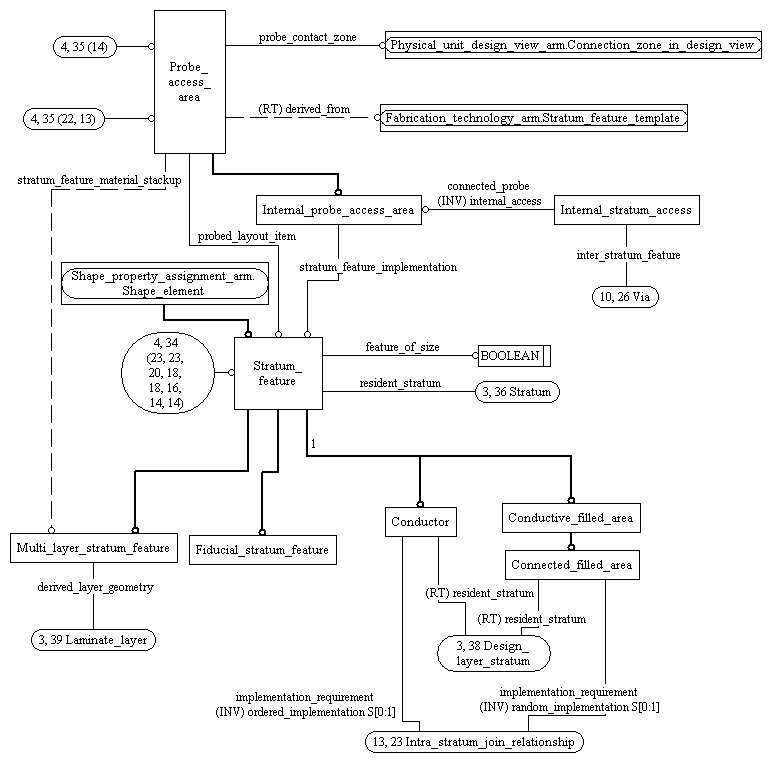 4, 35 (14)
Probe_
access_
area
probe_contact_zone
Physical_unit_design_view_arm.Connection_zone_in_design_view
4, 35 (22, 13)
(RT) derived_from
Fabrication_technology_arm.Stratum_feature_template
stratum_feature_material_stackup
connected_probe
(INV) internal_access
Internal_probe_access_area
Internal_stratum_access
probed_layout_item
inter_stratum_feature
stratum_feature_implementation
Shape_property_assignment_arm.
Shape_element
10, 26 Via
4, 34
(23, 23,
20, 18,
18, 16,
14, 14)
Stratum_
feature
feature_of_size
BOOLEAN
resident_stratum
3, 36 Stratum
1
Conductor
Conductive_filled_area
Multi_layer_stratum_feature
Fiducial_stratum_feature
Connected_filled_area
derived_layer_geometry
(RT) resident_stratum
(RT) resident_stratum
3, 39 Laminate_layer
3, 38 Design_
layer_stratum
implementation_requirement
(INV) ordered_implementation S[0:1]
implementation_requirement
(INV) random_implementation S[0:1]
13, 23 Intra_stratum_join_relationship